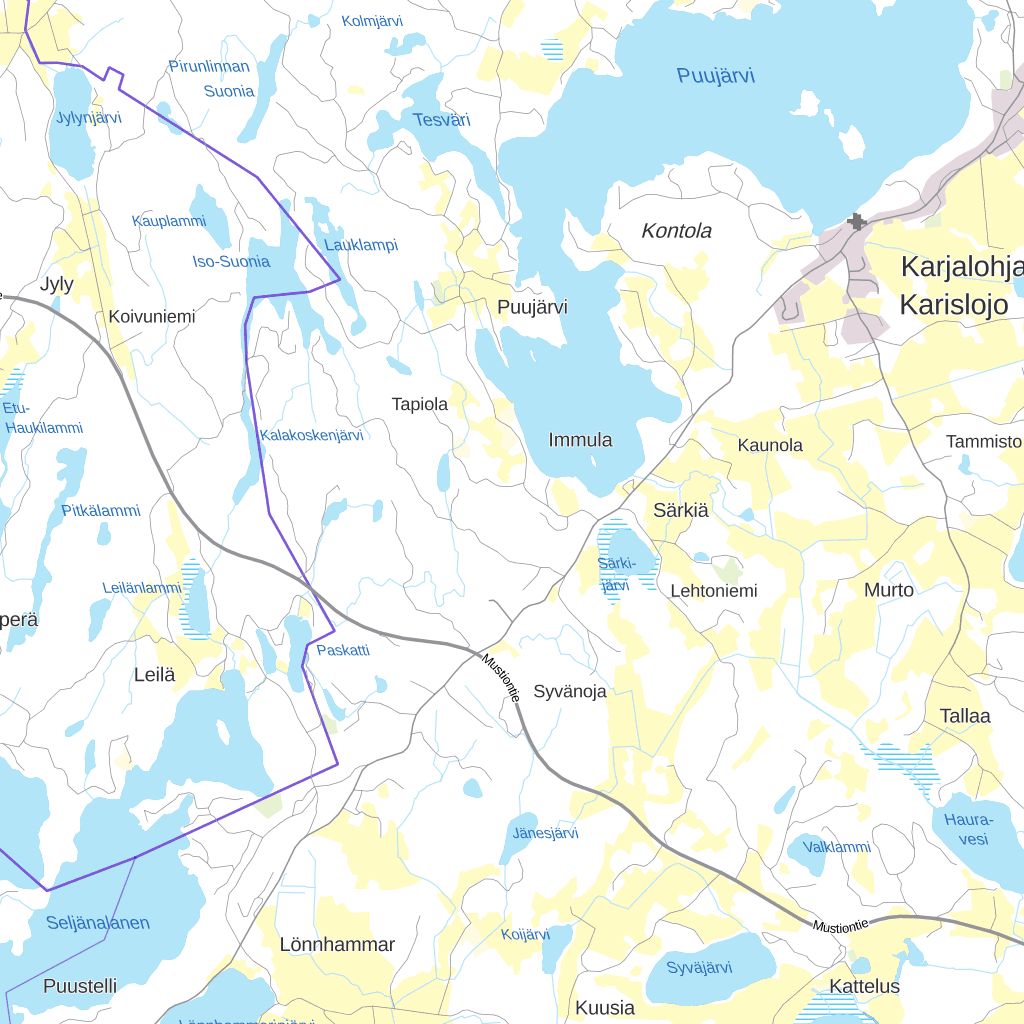 Kolmjärvi
Pirunlinnan
Suonia
Puujärvi
Jylynjärvi
Tesväri
Kauplammi
Kontola
Lauklampi
Iso-Suonia
Karjalohja
Karislojo
Jyly
Koivuniemi
Puujärvi
Etu-
Haukilammi
Tapiola
Kalakoskenjärvi
Immula
Kaunola
Tammisto
Pitkälammi
Särkiä
Särki-
järvi
Leilänlammi
Lehtoniemi
Murto
perä
Leilä
Paskatti
Mustiontie
Syvänoja
Tallaa
Jänesjärvi
Valklammi
Haura-
vesi
Seljänalanen
Lönnhammar
Koijärvi
Mustiontie
Syväjärvi
Puustelli
Kattelus
Kuusia
Lönnhammarinjärvi